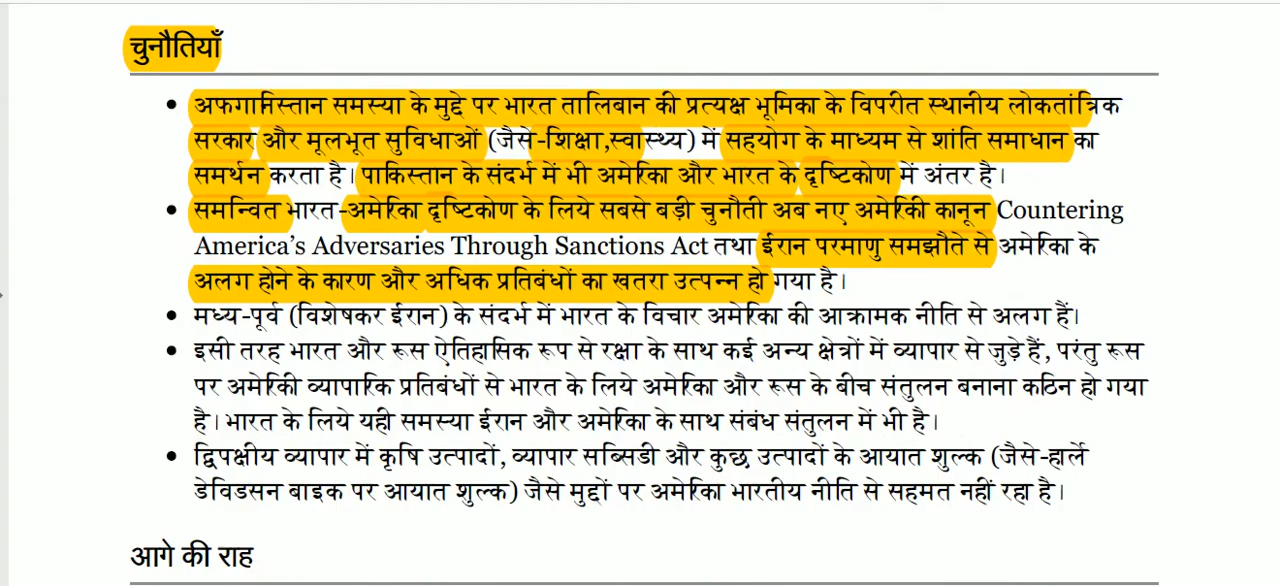 चुनौतियाँ
• अफगानिस्तान समस्या के मुद्दे पर भारत तालिबान की प्रत्यक्ष भूमिका के विपरीत स्थानीय लोकतांत्रिक
सरकार और मूलभूत सुविधाओं (जैसे-शिक्षा,स्वास्थ्य) में सहयोग के माध्यम से शांति समाधान का
समर्थन करता है। पाकिस्तान के संदर्भ में भी अमेरिका और भारत के दृष्टिकोण में अंतर है।
• समन्वित भारत-अमेरिका दृष्टिकोण के लिये सबसे बड़ी चुनौती अब नए अमेरिकी कानून Countering
America’s Adversaries Through Sanctions Act तथा ईरान परमाणु समझौते से अमेरिका के
अलग होने के कारण और अधिक प्रतिबंधों का खतरा उत्पन्न हो गया है।
• मध्य-पूर्व (विशेषकर ईरान) के संदर्भ में भारत के विचार अमेरिका की आक्रामक नीति से अलग हैं।
• इसी तरह भारत और रूस ऐतिहासिक रूप से रक्षा के साथ कई अन्य क्षेत्रों में व्यापार से जुड़े हैं, परंतु रूस
पर अमेरिकी व्यापारिक प्रतिबंधों से भारत के लिये अमेरिका और रूस के बीच संतुलन बनाना कठिन हो गया
है। भारत के लिये यही समस्या ईरान और अमेरिका के साथ संबंध संतुलन में भी है।
• द्विपक्षीय व्यापार में कृषि उत्पादों, व्यापार सब्सिडी और कुछ उत्पादों के आयात शुल्क (जैसे-हार्ले
डेविडसन बाइक पर आयात शुल्क) जैसे मुद्दों पर अमेरिका भारतीय नीति से सहमत नहीं रहा है।
आगे की राह